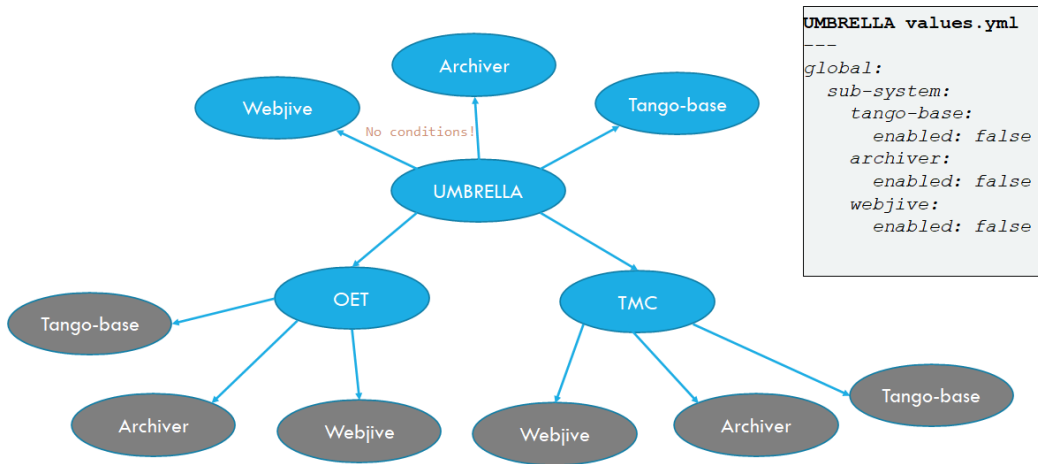 Archiver
Webjive
Tango-base
No conditions!
UMBRELLA
OET
TMC
Tango-base
Archiver
Webjive
Webjive
Archiver
Tango-base
UMBRELLA values.yml
---
global:
  sub-system:
    tango-base:
      enabled: false
    archiver:
      enabled: false
    webjive:
      enabled: false